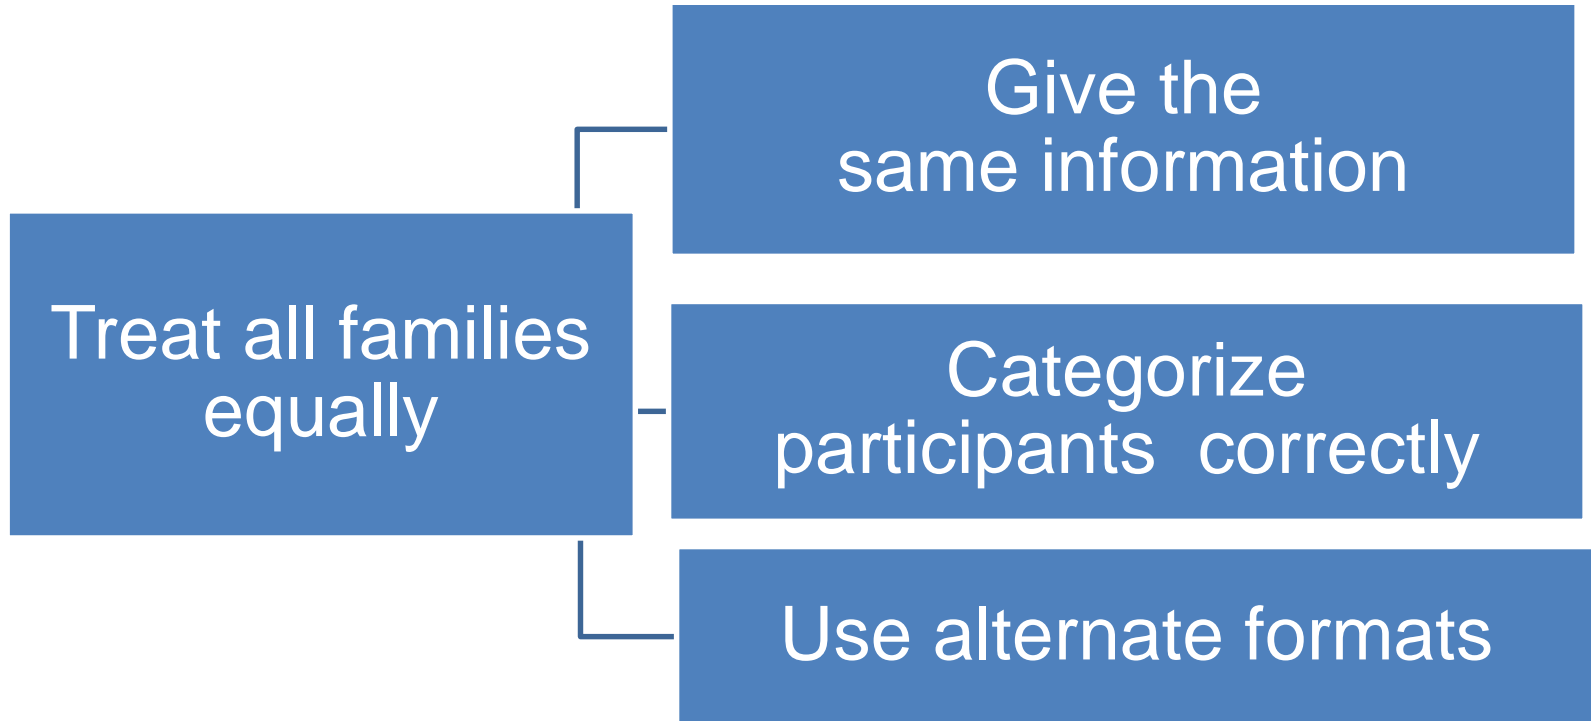 Treat all families
equally
Give the
same information
Categorize
participants  correctly
Use alternate formats